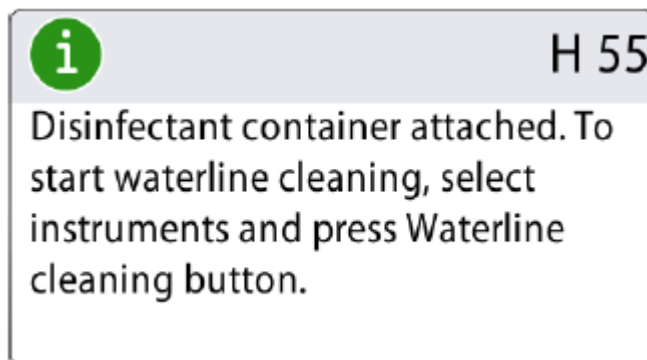 i
H 55
Disinfectant container attached. To
start waterline cleaning, select
instruments and press Waterline
cleaning button.